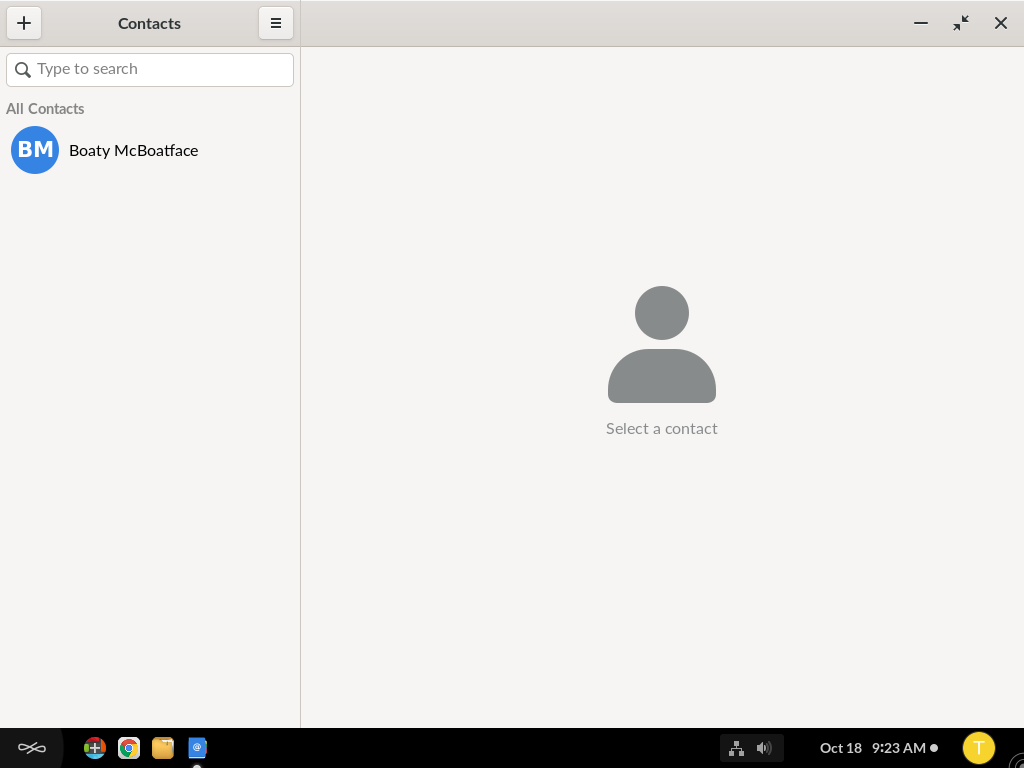 Contacts
Type to search
All Contacts
BM Boaty McBoatface
Select a contact
Oct 18 9:23 AM
T